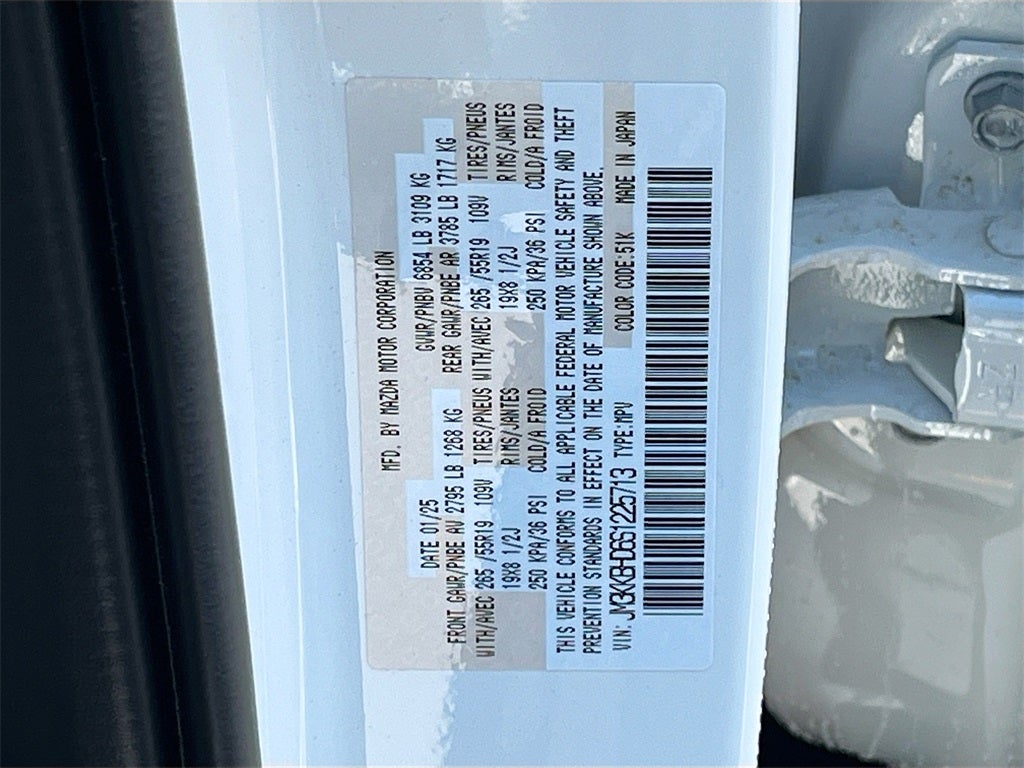 MFD. BY MAZDA MOTOR CORPORATION
DATE 01/25 GVWR/PNBV 6854 LB 3109 KG
FRONT GAWR/PNBE AV 2795 LB 1268 KG REAR GAWR/PNBE AR 3785 LB 1717 KG
WITH/AVEC 265 /55R19 109V TIRES/PNEUS WITH/AVEC 265 /55R19 109V TIRES/PNEUS
19X8 1/2J RIMS/JANTES 19X8 1/2J RIMS/JANTES
250 KPA/36 PSI COLD/A FROID 250 KPA/36 PSI COLD/A FROID
THIS VEHICLE CONFORMS TO ALL APPLICABLE FEDERAL MOTOR VEHICLE SAFETY AND THEFT
PREVENTION STANDARDS IN EFFECT ON THE DATE OF MANUFACTURE SHOWN ABOVE.
VIN: JM3KKBHDGS1225713 TYPE:MPV COLOR CODE:51K MADE IN JAPAN